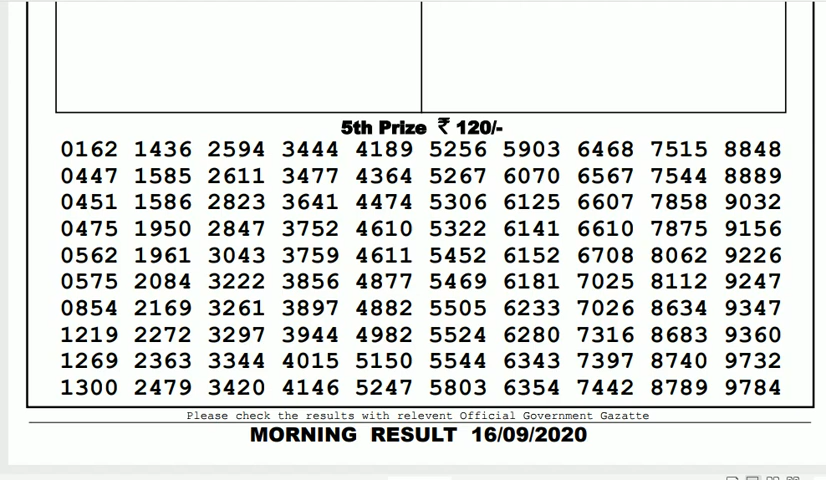 5th Prize ₹ 120/-
0162 1436 2594 3444 4189 5256 5903 6468 7515 8848
0447 1585 2611 3477 4364 5267 6070 6567 7544 8889
0451 1586 2823 3641 4474 5306 6125 6607 7858 9032
0475 1950 2847 3752 4610 5322 6141 6610 7875 9156
0562 1961 3043 3759 4611 5452 6152 6708 8062 9226
0575 2084 3222 3856 4877 5469 6181 7025 8112 9247
0854 2169 3261 3897 4882 5505 6233 7026 8634 9347
1219 2272 3297 3944 4982 5524 6280 7316 8683 9360
1269 2363 3344 4015 5150 5544 6343 7397 8740 9732
1300 2479 3420 4146 5247 5803 6354 7442 8789 9784
Please check the results with relevent Official Government Gazatte
MORNING RESULT 16/09/2020